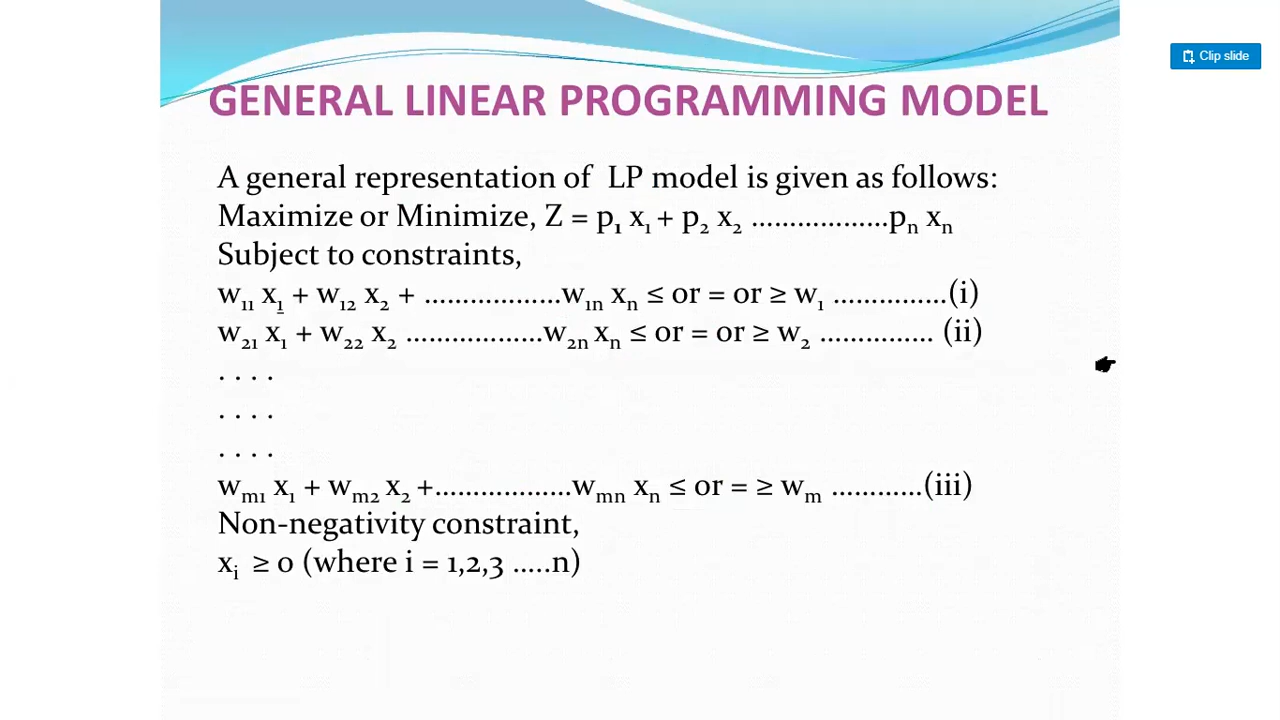 Clip slide
GENERAL LINEAR PROGRAMMING MODEL
A general representation of LP model is given as follows:
Maximize or Minimize, Z = p₁ x₁ + p₂ x₂ ………………pₙ xₙ
Subject to constraints,
w₁₁ x₁ + w₁₂ x₂ + ………………w₁ₙ xₙ ≤ or = or ≥ w₁ ……………(i)
w₂₁ x₁ + w₂₂ x₂ ………………w₂ₙ xₙ ≤ or = or ≥ w₂ …………… (ii)
. . . .
. . . .
. . . .
wₘ₁ x₁ + wₘ₂ x₂ +………………wₘₙ xₙ ≤ or = ≥ wₘ …………(iii)
Non-negativity constraint,
xᵢ ≥ 0 (where i = 1,2,3 …..n)